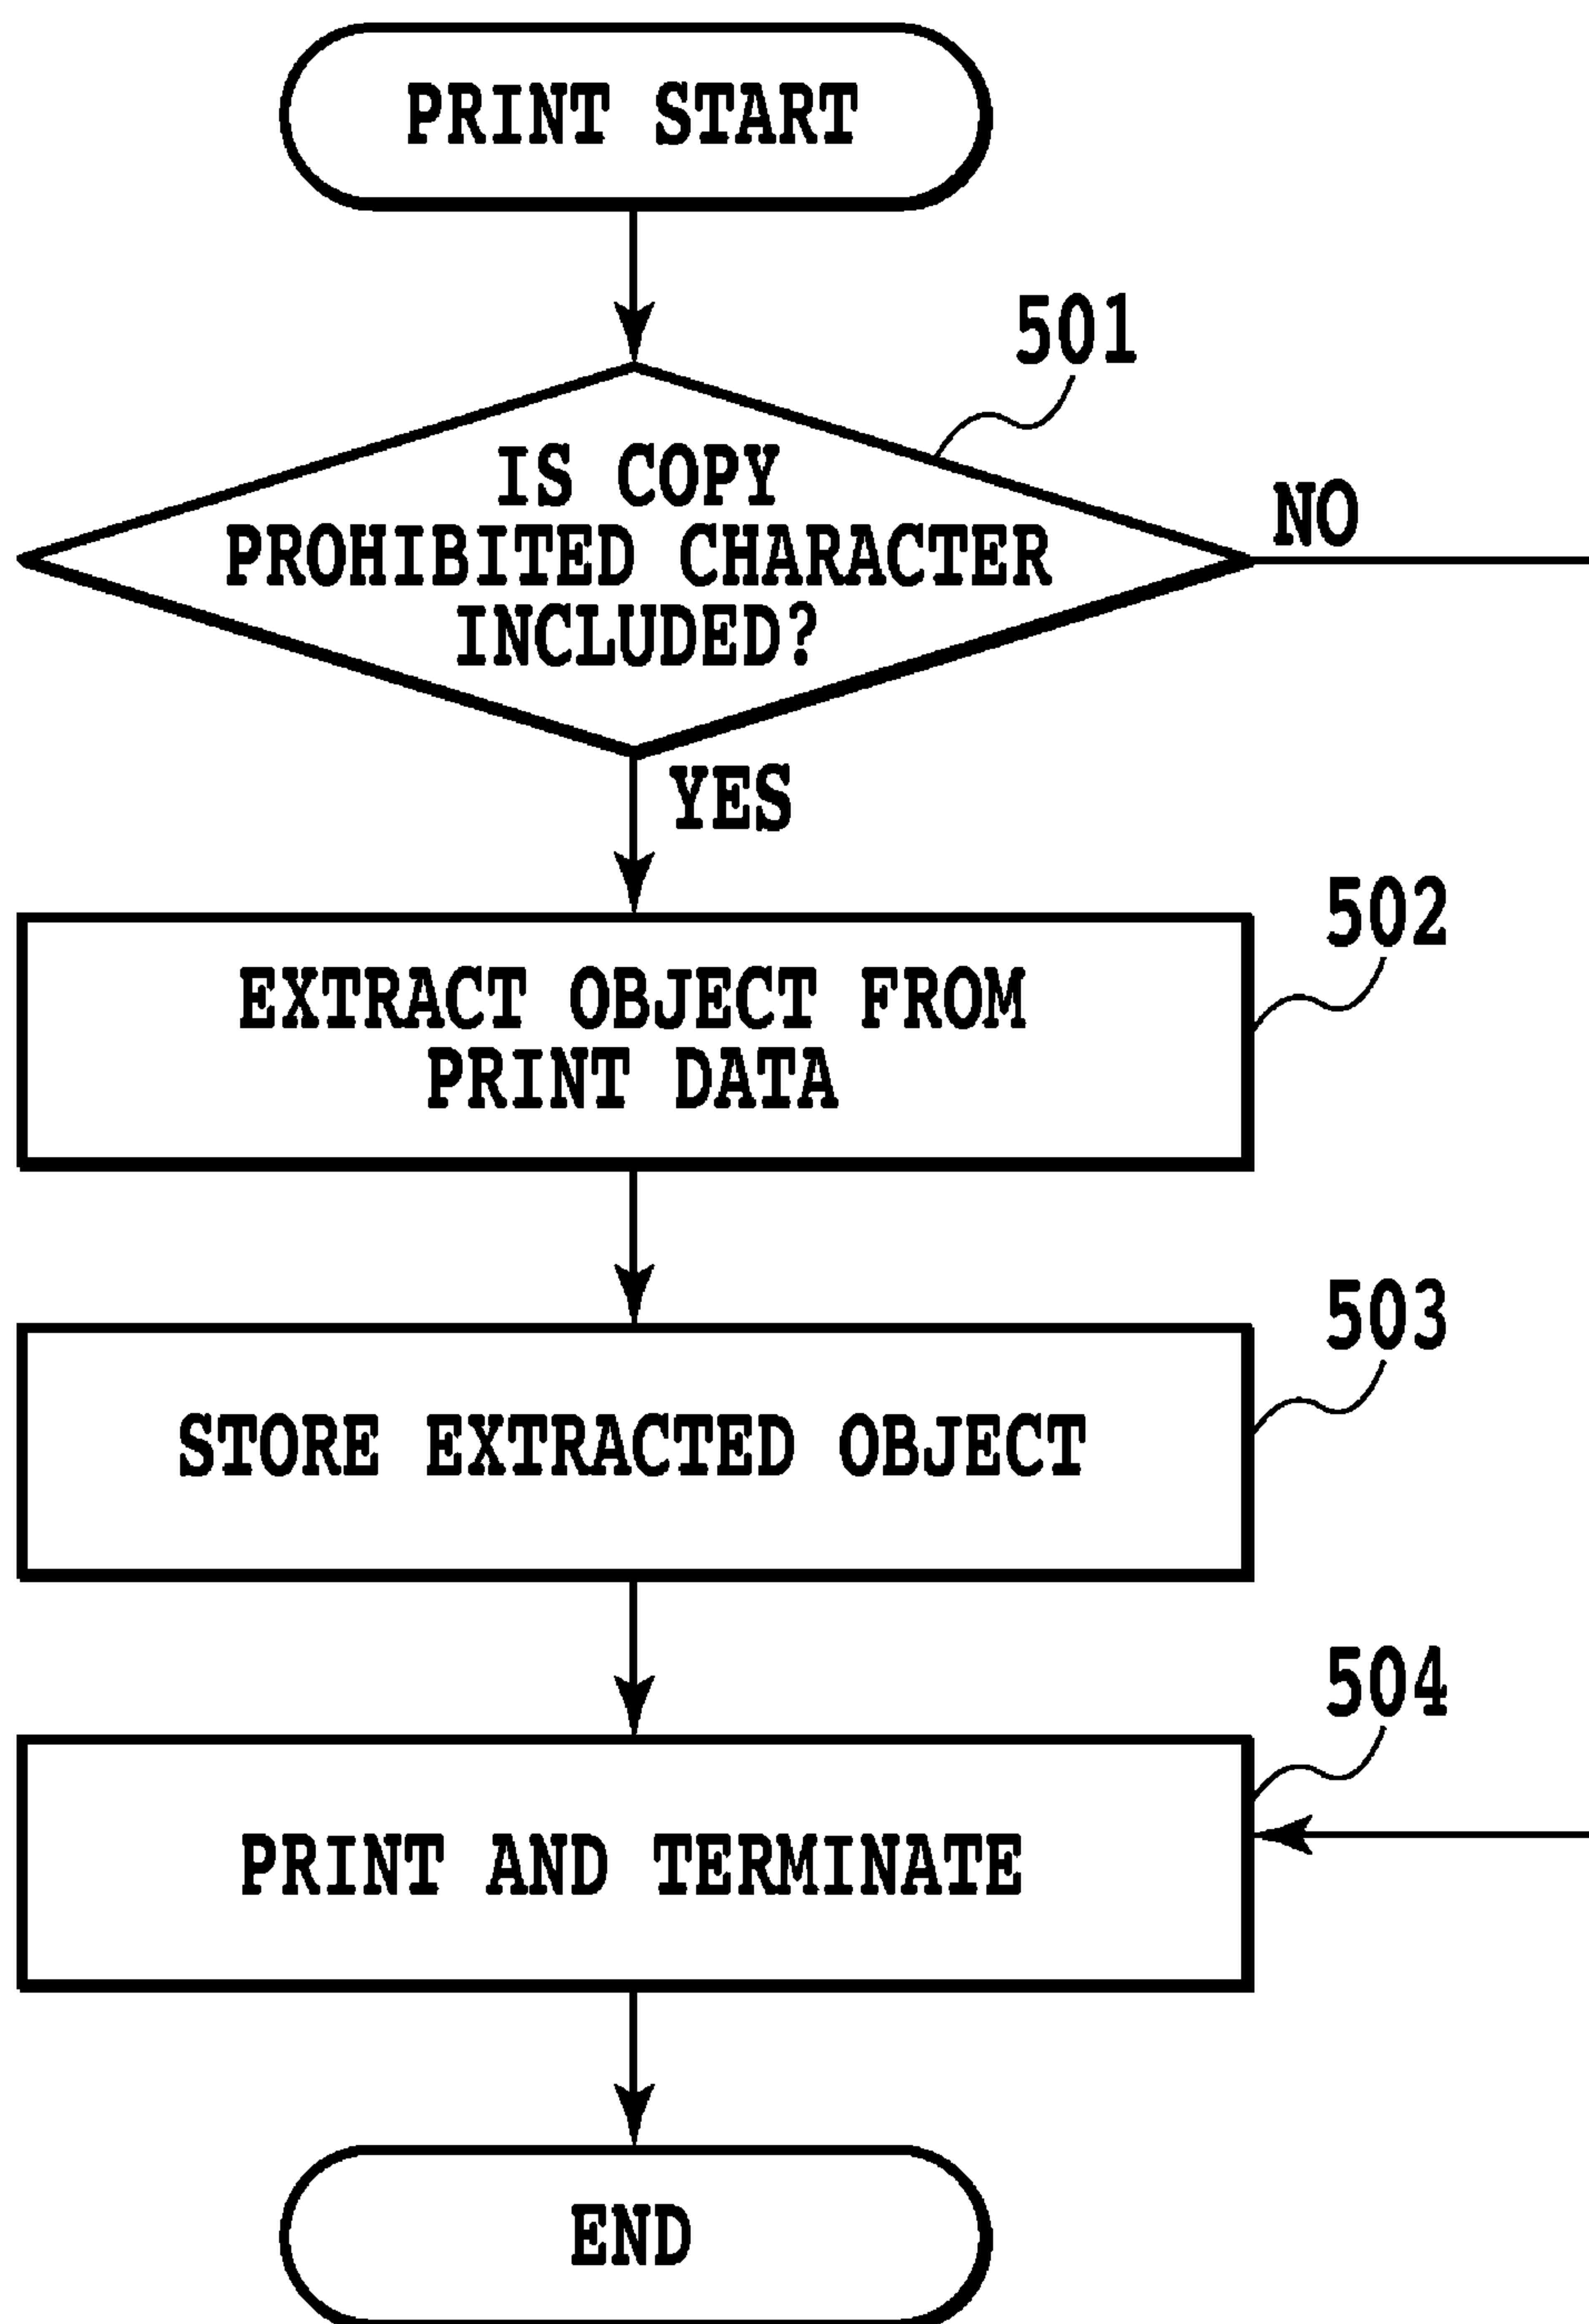 PRINT START
501
IS COPY
PROHIBITED CHARACTER
INCLUDED?
NO
YES
502
EXTRACT OBJECT FROM
PRINT DATA
503
STORE EXTRACTED OBJECT
504
PRINT AND TERMINATE
END